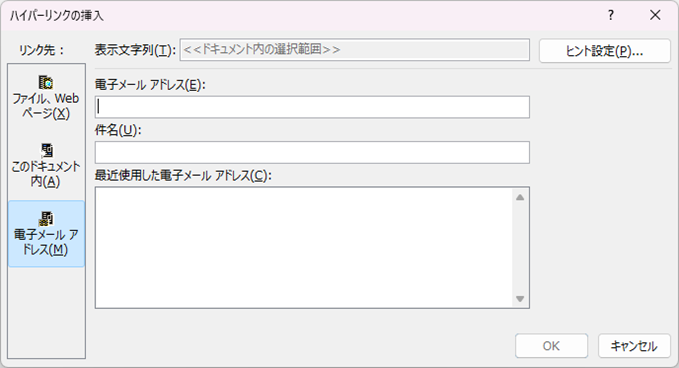 ハイパーリンクの挿入
?
リンク先：
表示文字列(T):
<<ドキュメント内の選択範囲>>
ヒント設定(P)...
ファイル、Web
ページ(X)
このドキュメント
内(A)
電子メール ア
ドレス(M)
電子メール アドレス(E):
件名(U):
最近使用した電子メール アドレス(C):
OK
キャンセル